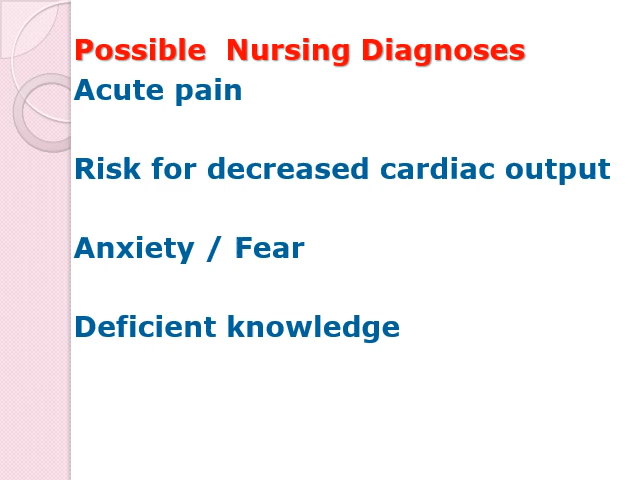 Possible  Nursing Diagnoses
Acute pain
Risk for decreased cardiac output
Anxiety / Fear
Deficient knowledge